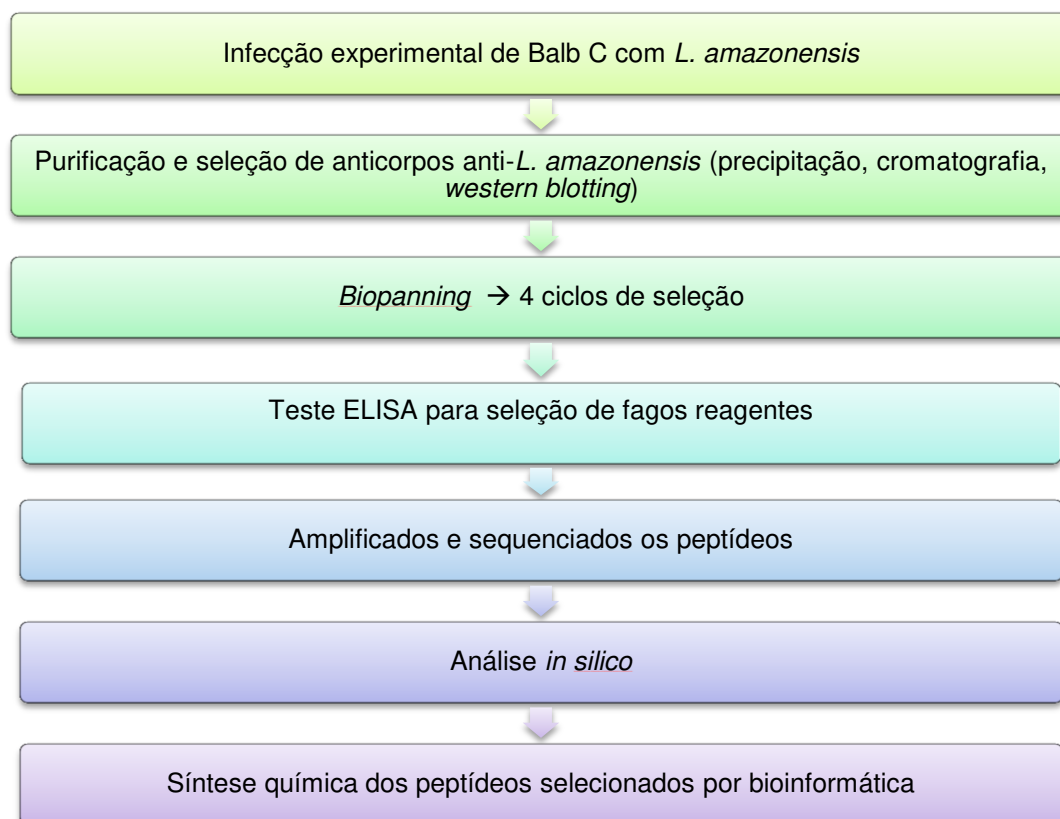 Infecção experimental de Balb C com L. amazonensis
Purificação e seleção de anticorpos anti-L. amazonensis (precipitação, cromatografia,
western blotting)
Biopanning → 4 ciclos de seleção
Teste ELISA para seleção de fagos reagentes
Amplificados e sequenciados os peptídeos
Análise in silico
Síntese química dos peptídeos selecionados por bioinformática